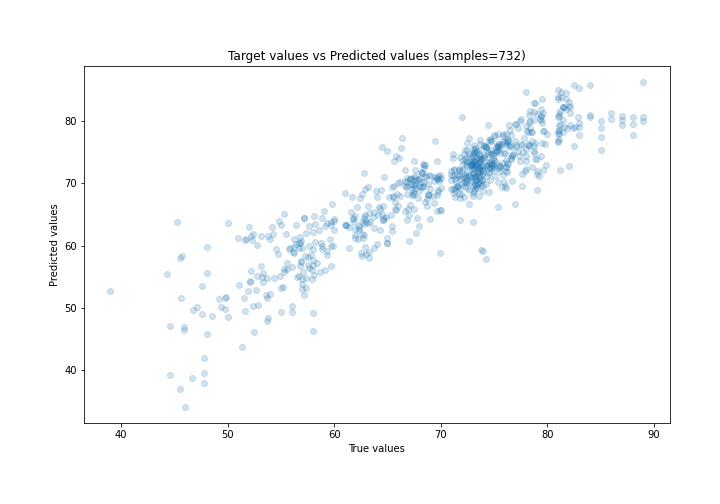 Target values vs Predicted values (samples=732)
80
70
60
50
40
Predicted values
40 50 60 70 80 90
True values